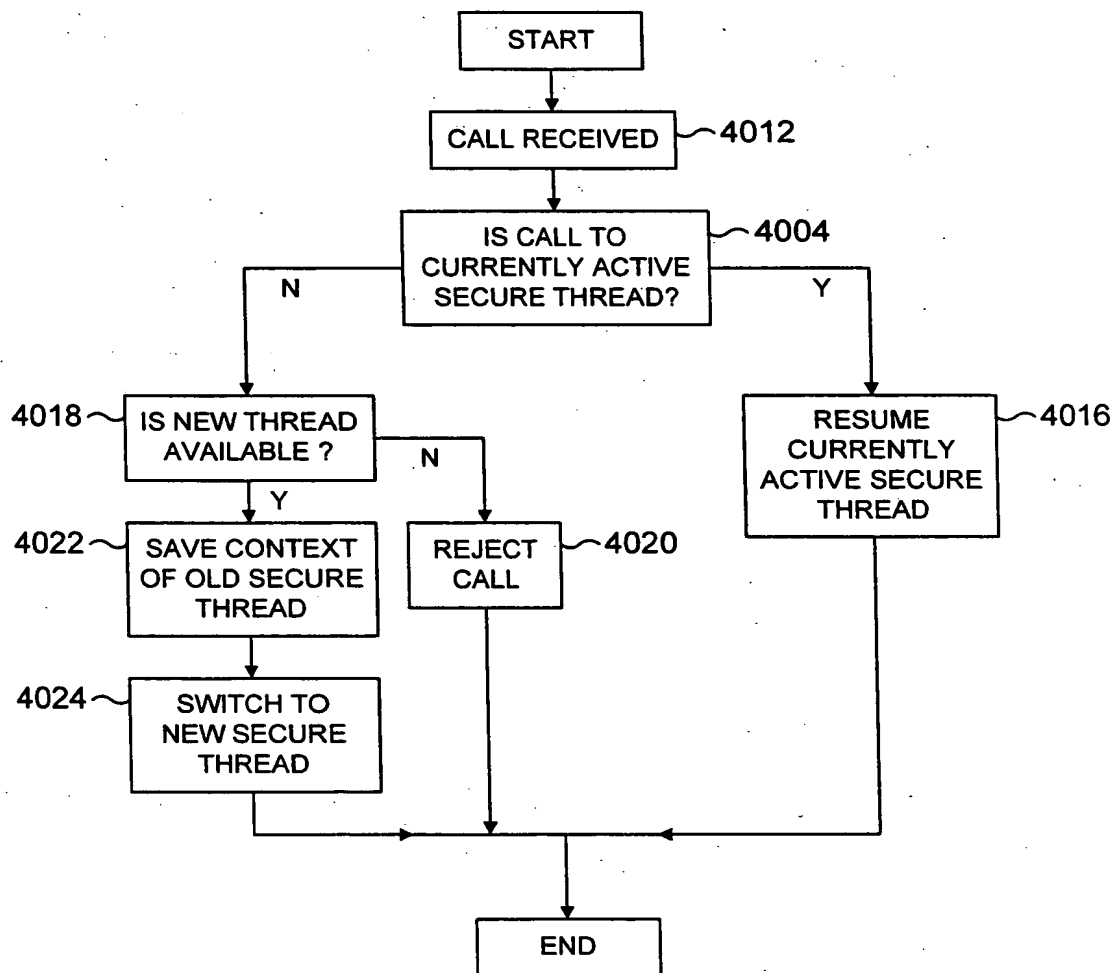 START
CALL RECEIVED
4012
IS CALL TO
CURRENTLY ACTIVE
SECURE THREAD?
4004
N
Y
4018
IS NEW THREAD
AVAILABLE ?
N
Y
RESUME
CURRENTLY
ACTIVE SECURE
THREAD
4016
4022
SAVE CONTEXT
OF OLD SECURE
THREAD
REJECT
CALL
4020
4024
SWITCH TO
NEW SECURE
THREAD
END